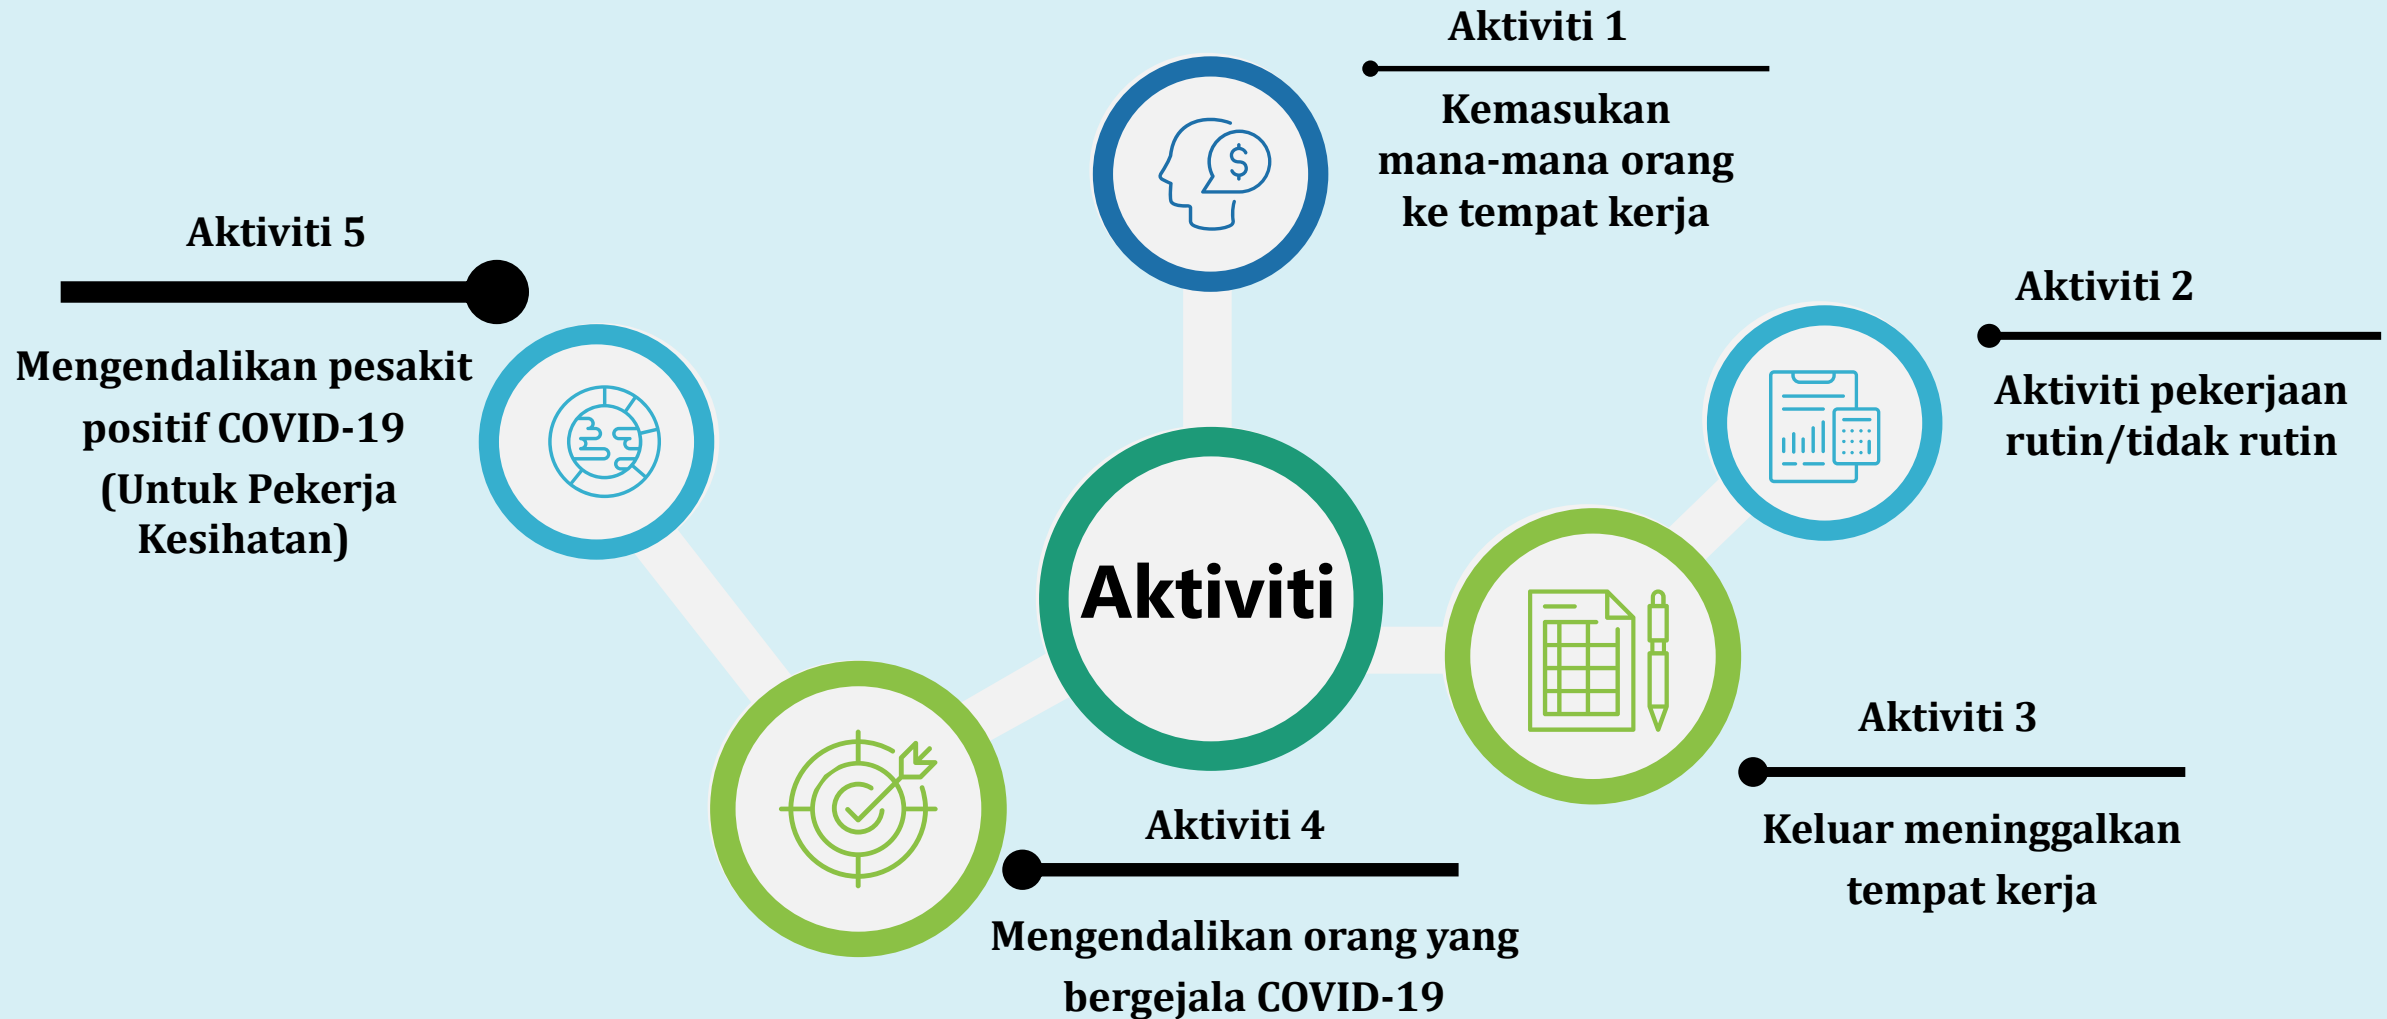 Aktiviti 1
Kemasukan
mana-mana orang
ke tempat kerja
Aktiviti 2
Aktiviti pekerjaan
rutin/tidak rutin
Aktiviti 3
Keluar meninggalkan
tempat kerja
Aktiviti 4
Mengendalikan orang yang
bergejala COVID-19
Aktiviti 5
Mengendalikan pesakit
positif COVID-19
(Untuk Pekerja
Kesihatan)
Aktiviti
$